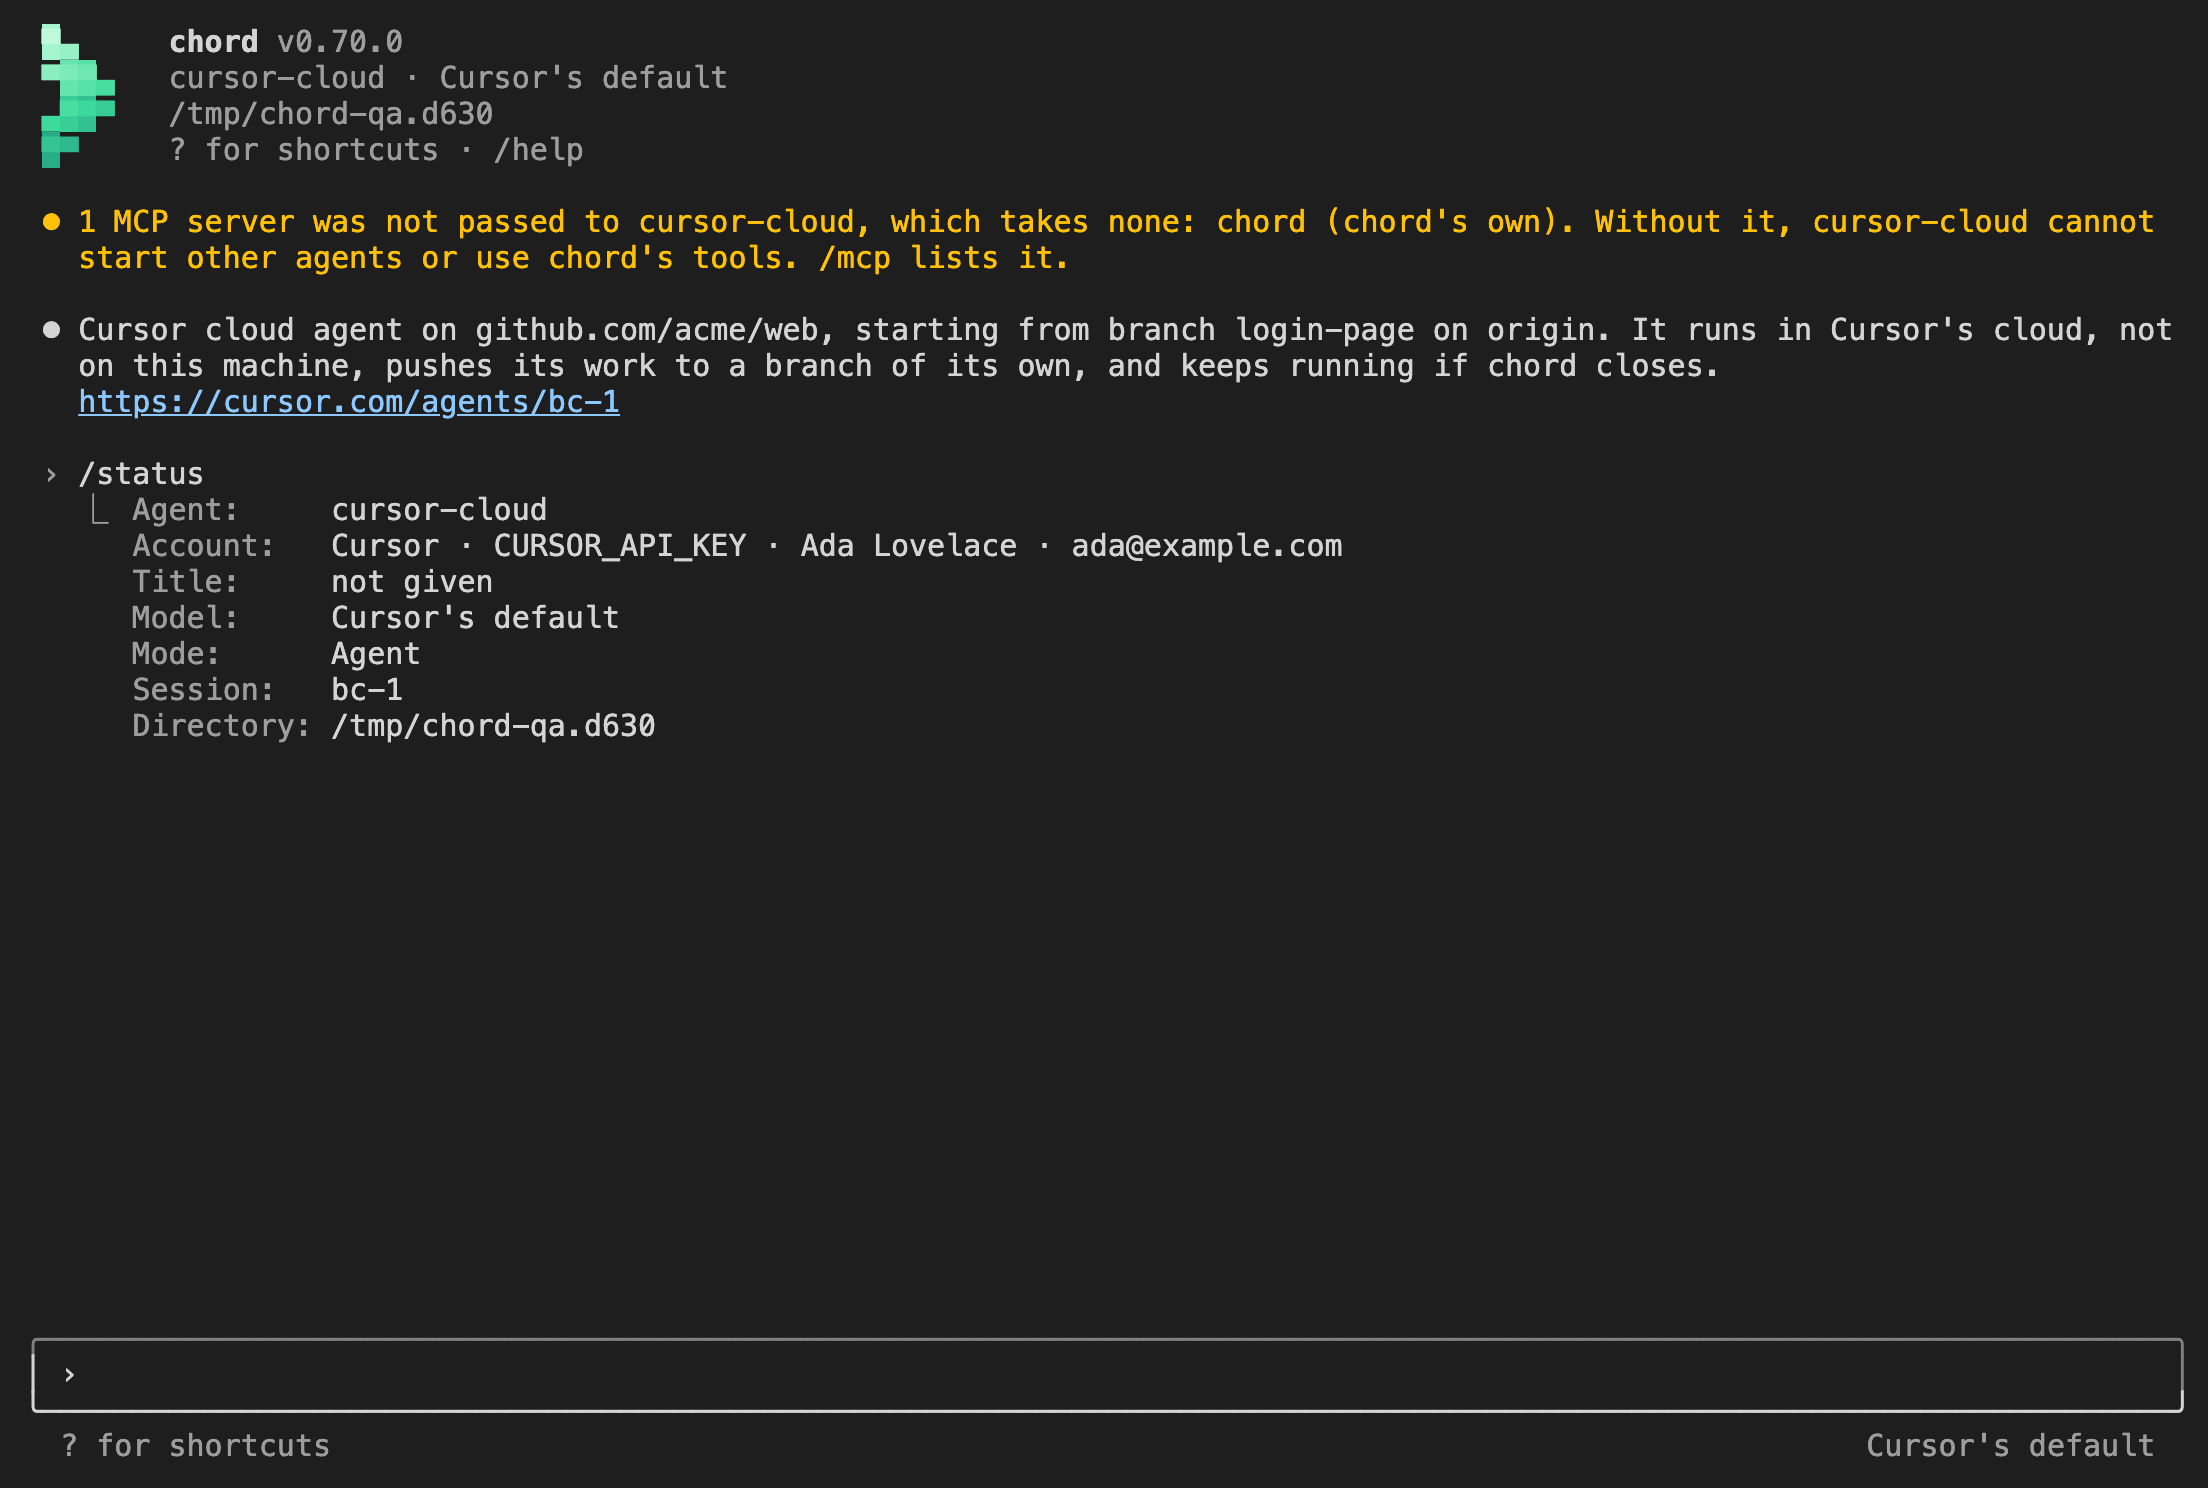 chord v0.70.0
cursor-cloud · Cursor's default
/tmp/chord-qa.d630
? for shortcuts · /help
● 1 MCP server was not passed to cursor-cloud, which takes none: chord (chord's own). Without it, cursor-cloud cannot
start other agents or use chord's tools. /mcp lists it.
● Cursor cloud agent on github.com/acme/web, starting from branch login-page on origin. It runs in Cursor's cloud, not
on this machine, pushes its work to a branch of its own, and keeps running if chord closes.
https://cursor.com/agents/bc-1
› /status
Agent: cursor-cloud
Account: Cursor · CURSOR_API_KEY · Ada Lovelace · ada@example.com
Title: not given
Model: Cursor's default
Mode: Agent
Session: bc-1
Directory: /tmp/chord-qa.d630
›
? for shortcuts Cursor's default